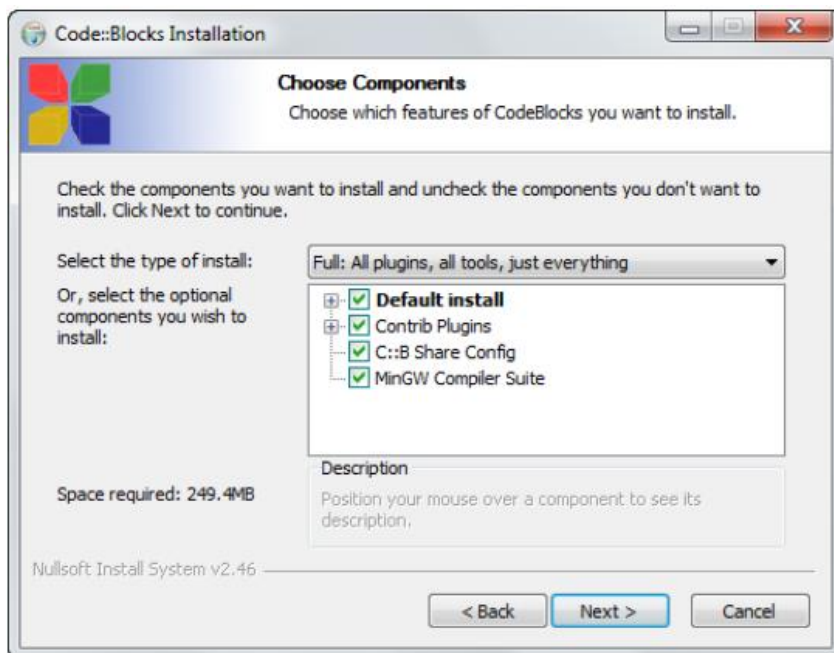 Code::Blocks Installation
Choose Components
Choose which features of CodeBlocks you want to install.
Check the components you want to install and uncheck the components you don't want to
install. Click Next to continue.
Select the type of install:
Full: All plugins, all tools, just everything
Or, select the optional
components you wish to
install:
Default install
Contrib Plugins
C::B Share Config
MinGW Compiler Suite
Space required: 249.4MB
Description
Position your mouse over a component to see its
description.
Nullsoft Install System v2.46
< Back
Next >
Cancel